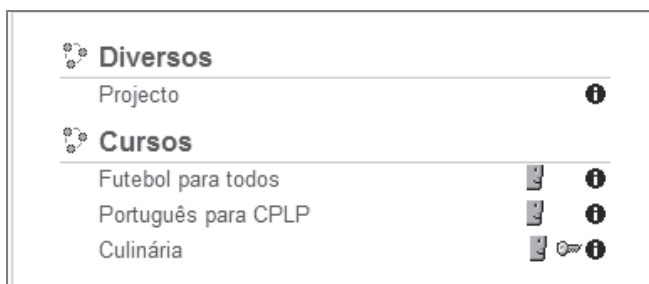 Diversos
Projecto
Cursos
Futebol para todos
Português para CPLP
Culinária